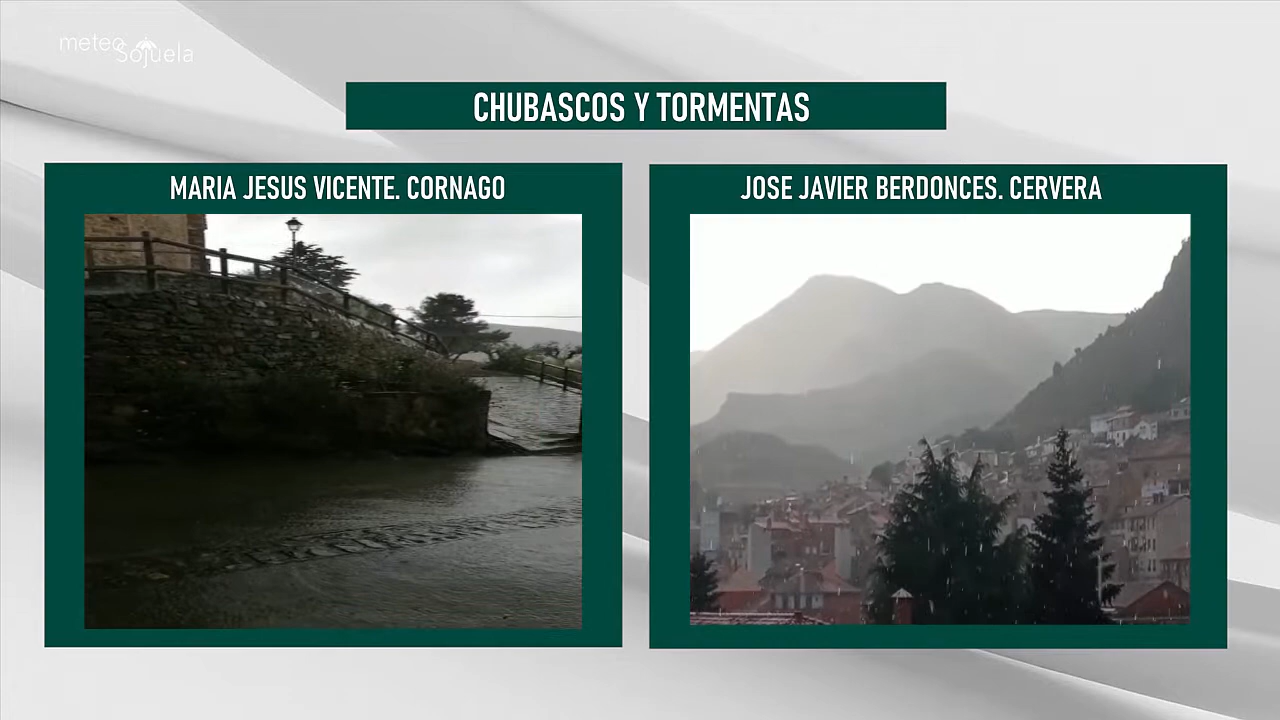 meteo
Sojuela
CHUBASCOS Y TORMENTAS
MARIA JESUS VICENTE. CORNAGO
JOSE JAVIER BERDONCES. CERVERA